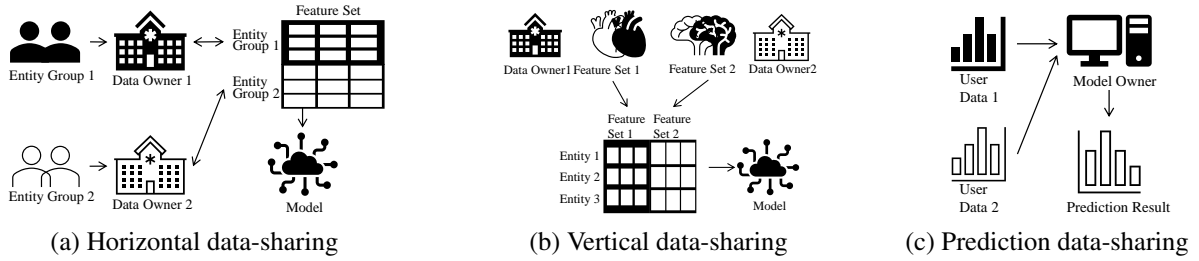 Feature Set
Entity
Group 1
Entity Group 1
Data Owner 1
Entity
Group 2
Entity Group 2
Data Owner 2
Model
(a) Horizontal data-sharing
Data Owner1
Feature Set 1
Feature Set 2
Data Owner2
Feature
Set 1
Feature
Set 2
Entity 1
Entity 2
Entity 3
Model
(b) Vertical data-sharing
User
Data 1
Model Owner
User
Data 2
Prediction Result
(c) Prediction data-sharing